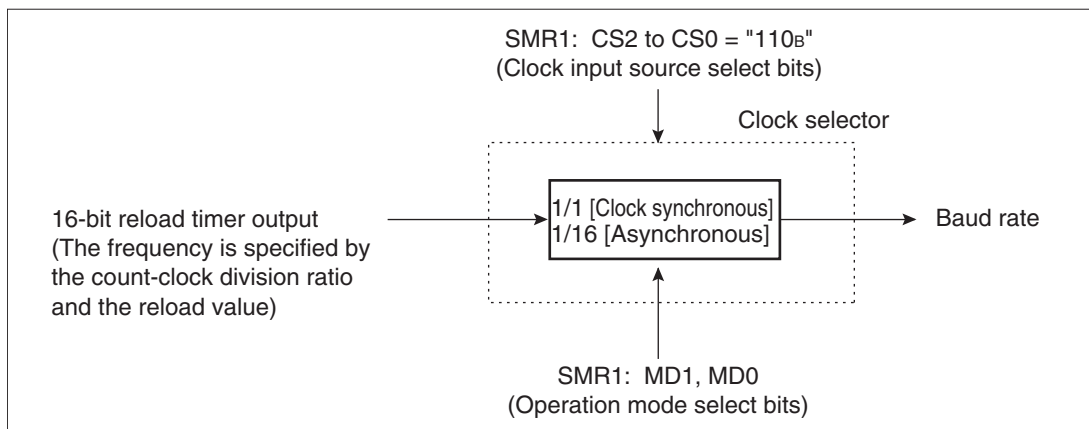 SMR1: CS2 to CS0 = "110B"
(Clock input source select bits)
Clock selector
16-bit reload timer output
(The frequency is specified by
the count-clock division ratio
and the reload value)
1/1 [Clock synchronous]
1/16 [Asynchronous]
Baud rate
SMR1: MD1, MD0
(Operation mode select bits)